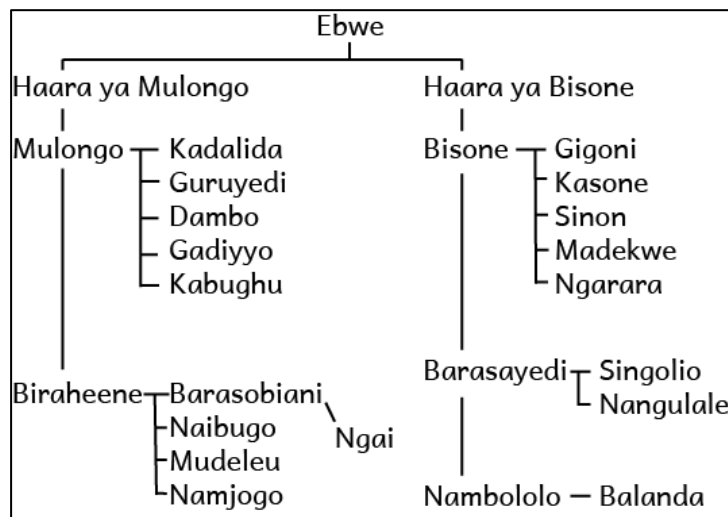 Ebwe
Haara ya Mulongo
Haara ya Bisone
Mulongo
Kadalida
Guruyedi
Dambo
Gadiyyo
Kabughu
Bisone
Gigoni
Kasone
Sinon
Madekwe
Ngarara
Biraheene
Barasobiani
Naibugo
Mudeleu
Namjogo
Ngai
Barasayedi
Singolio
Nangulale
Nambololo
Balanda